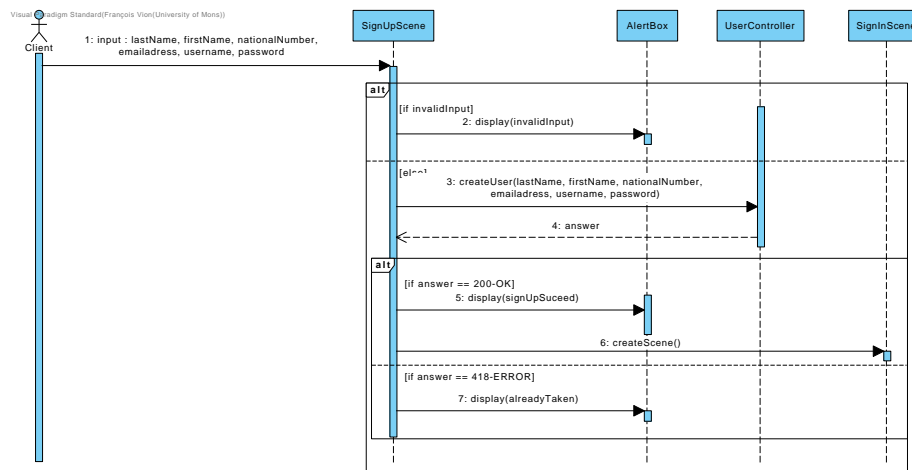 Visual Paradigm Standard(François Vion(University of Mons))
SignUpScene
AlertBox
UserController
SignInScene
Client
1: input : lastName, firstName, nationalNumber,
emailadress, username, password
alt
[if invalidInput]
2: display(invalidInput)
[else]
3: createUser(lastName, firstName, nationalNumber,
emailadress, username, password)
4: answer
alt
[if answer == 200-OK]
5: display(signUpSuceed)
6: createScene()
[if answer == 418-ERROR]
7: display(alreadyTaken)